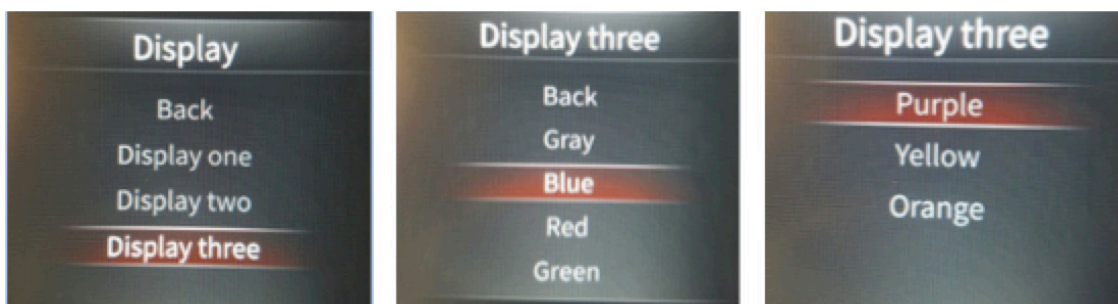 Display
Back
Display one
Display two
Display three
Display three
Back
Gray
Blue
Red
Green
Display three
Purple
Yellow
Orange